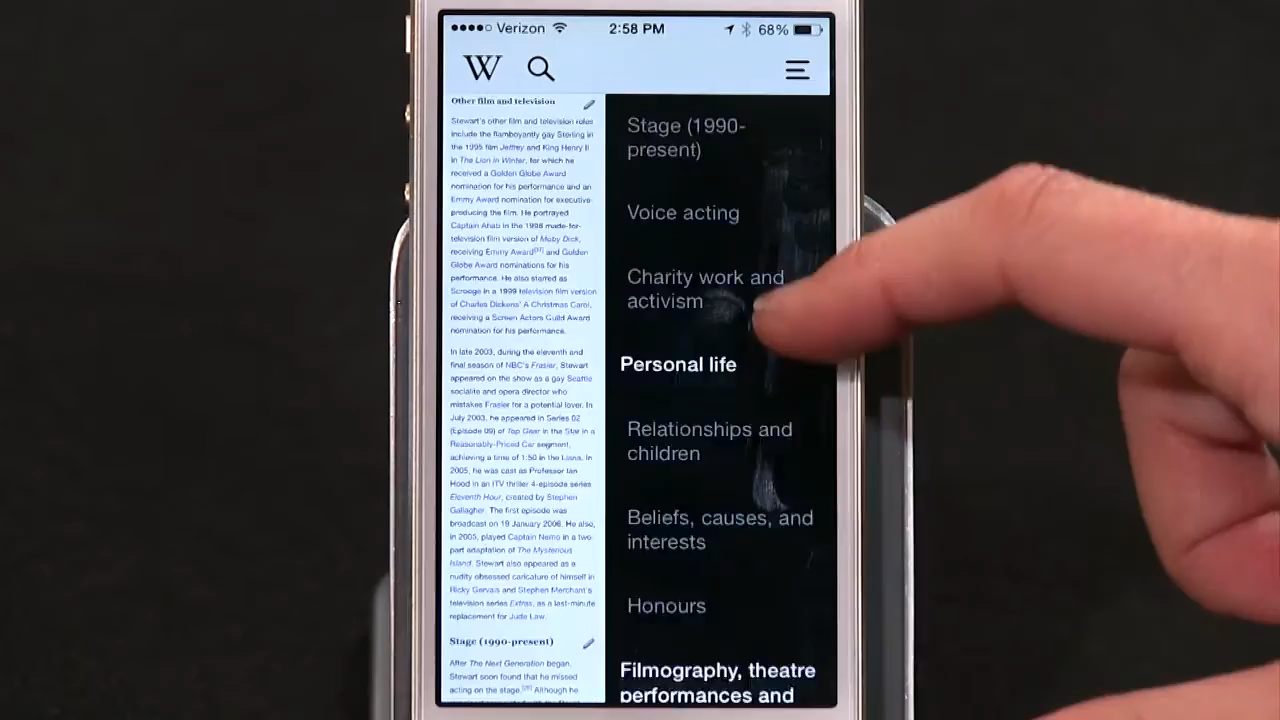 Verizon 2:58 PM 68%
W
Other film and television
Stewart's other film and television roles
include the flamboyantly gay Sterling in
the 1995 film Jeffrey and King Henry II
in The Lion in Winter, for which he
received a Golden Globe Award
nomination for his performance and an
Emmy Award nomination for executive-
producing the film. He portrayed
Captain Ahab in the 1998 made-for-
television film version of Moby Dick,
receiving Emmy Award and Golden
Globe Award nominations for his
performance. He also starred as
Scrooge in a 1999 television film version
of Charles Dickens' A Christmas Carol,
receiving a Screen Actors Guild Award
nomination for his performance.
In late 2003, during the eleventh and
final season of NBC's Frasier, Stewart
appeared on the show as a gay Seattle
socialite and opera director who
mistakes Frasier for a potential lover. In
July 2003, he appeared in Series 02
(Episode 09) of Top Gear in the Star in a
Reasonably-Priced Car segment,
achieving a time of 1:50 in the Liana. In
2005, he was cast as Professor Ian
Hood in an ITV thriller 4-episode series
Eleventh Hour, created by Stephen
Gallagher. The first episode was
broadcast on 19 January 2006. He also,
in 2005, played Captain Nemo in a two-
part adaptation of The Mysterious
Island. Stewart also appeared as a
nudity obsessed caricature of himself in
Ricky Gervais and Stephen Merchant's
television series Extras, as a last-minute
replacement for Jude Law.
Stage (1990-present)
After The Next Generation began,
Stewart soon found that he missed
acting on the stage. Although he
Stage (1990-
present)
Voice acting
Charity work and
activism
Personal life
Relationships and
children
Beliefs, causes, and
interests
Honours
Filmography, theatre
performances and